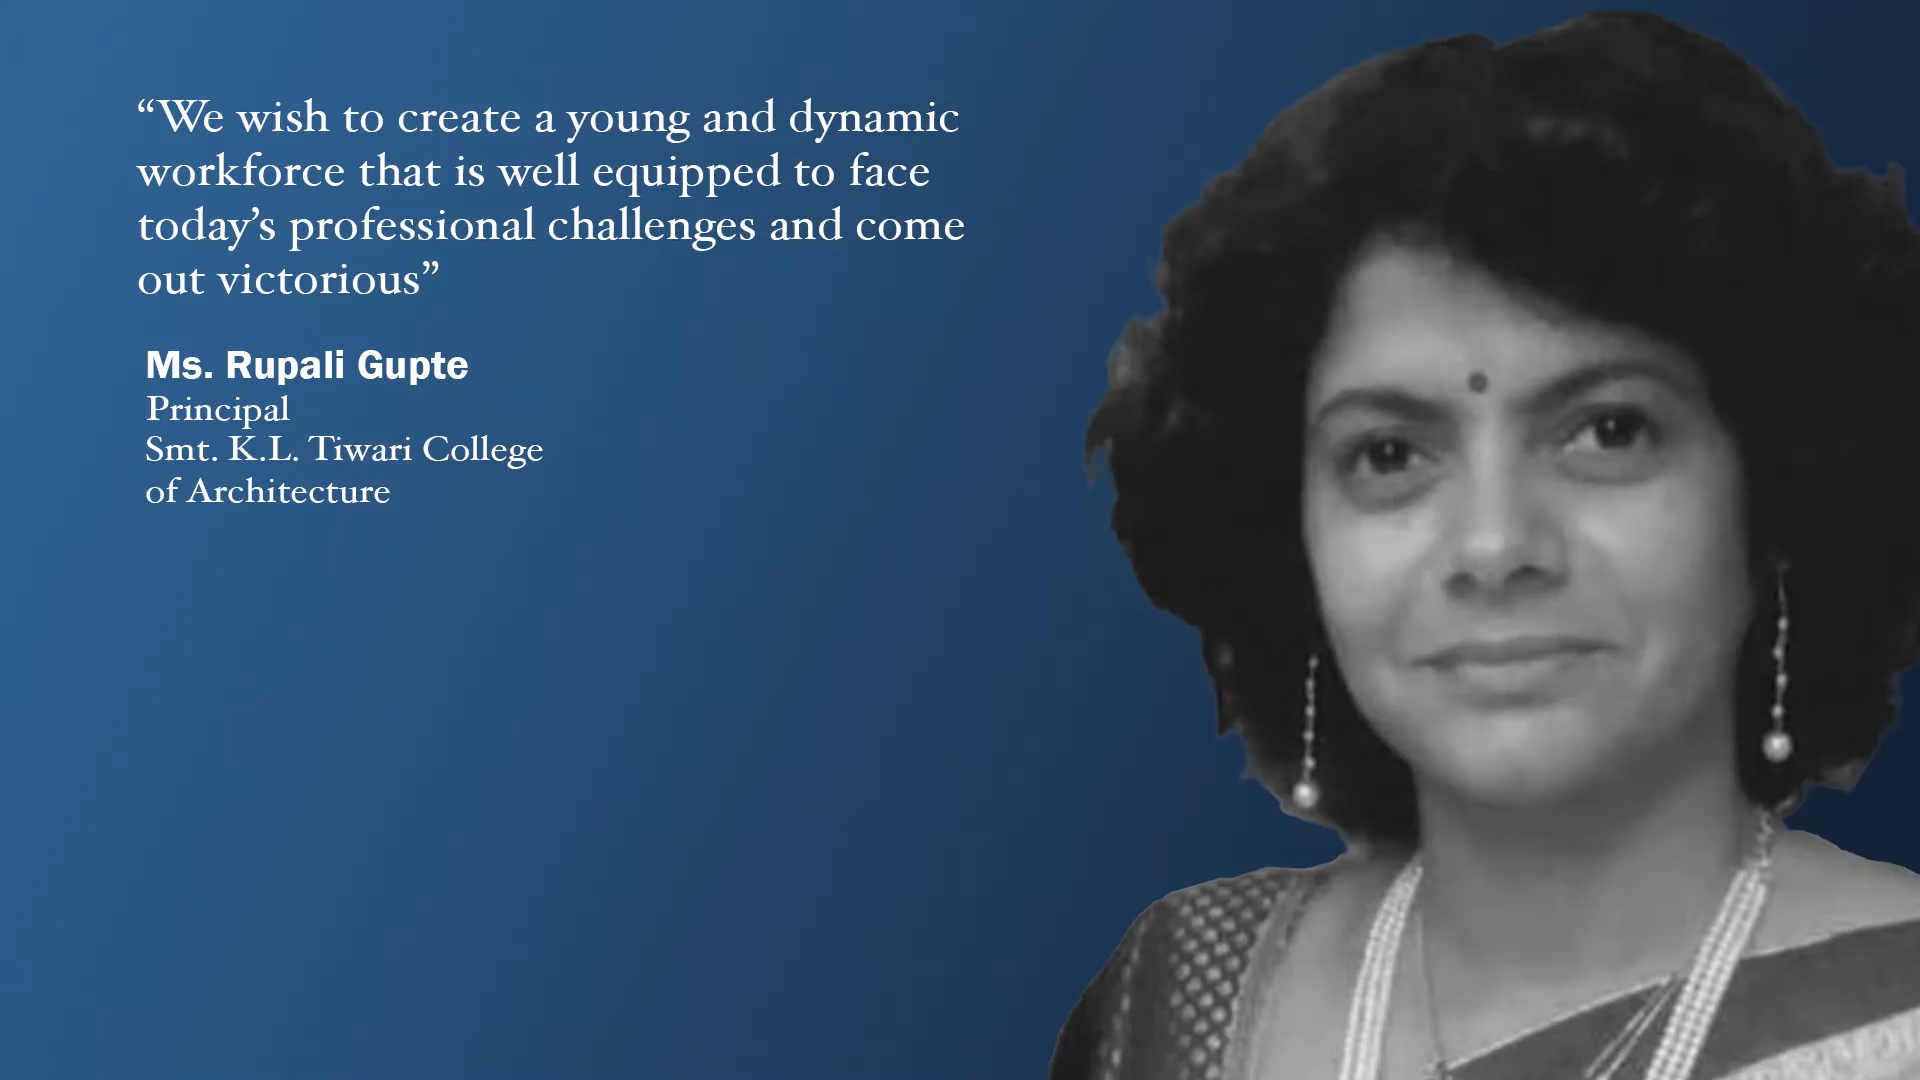 “We wish to create a young and dynamic
workforce that is well equipped to face
today’s professional challenges and come
out victorious”
Ms. Rupali Gupte
Principal
Smt. K.L. Tiwari College
of Architecture